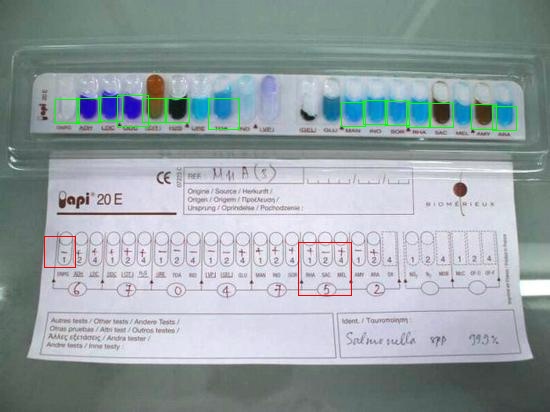 api 20 E
ONPG ADH LDC ODC |CIT| H2S URE TDA IND |VP|
|GEL| GLU MAN INO SOR RHA SAC MEL AMY ARA
CE
REF. M11A(8)
Origine / Source / Herkunft /
Origen / Origem / Προέλευση /
Ursprung / Oprindelse / Pochodzenie :
api® 20 E
BIOMÉRIEUX
- + + + + + - - - - - + + + + + - + - + -
1 2 4 1 2 4 1 2 4 1 2 4 1 2 4 1 2 4 1 2 4
ONPG ADH LDC ODC |CIT| H2S URE TDA IND |VP| |GEL| GLU MAN INO SOR RHA SAC MEL AMY ARA OX
NO2 N2 MOB McC OF-O OF-F
6 7 0 4 7 5 2
Autres tests / Other tests / Andere Tests /
Otras pruebas / Altri test / Outros testes /
Άλλες εξετάσεις / Andra tester /
Andre tests / Inne testy :
Ident. / Ταυτοποίηση :
Salmonella spp 99.9%